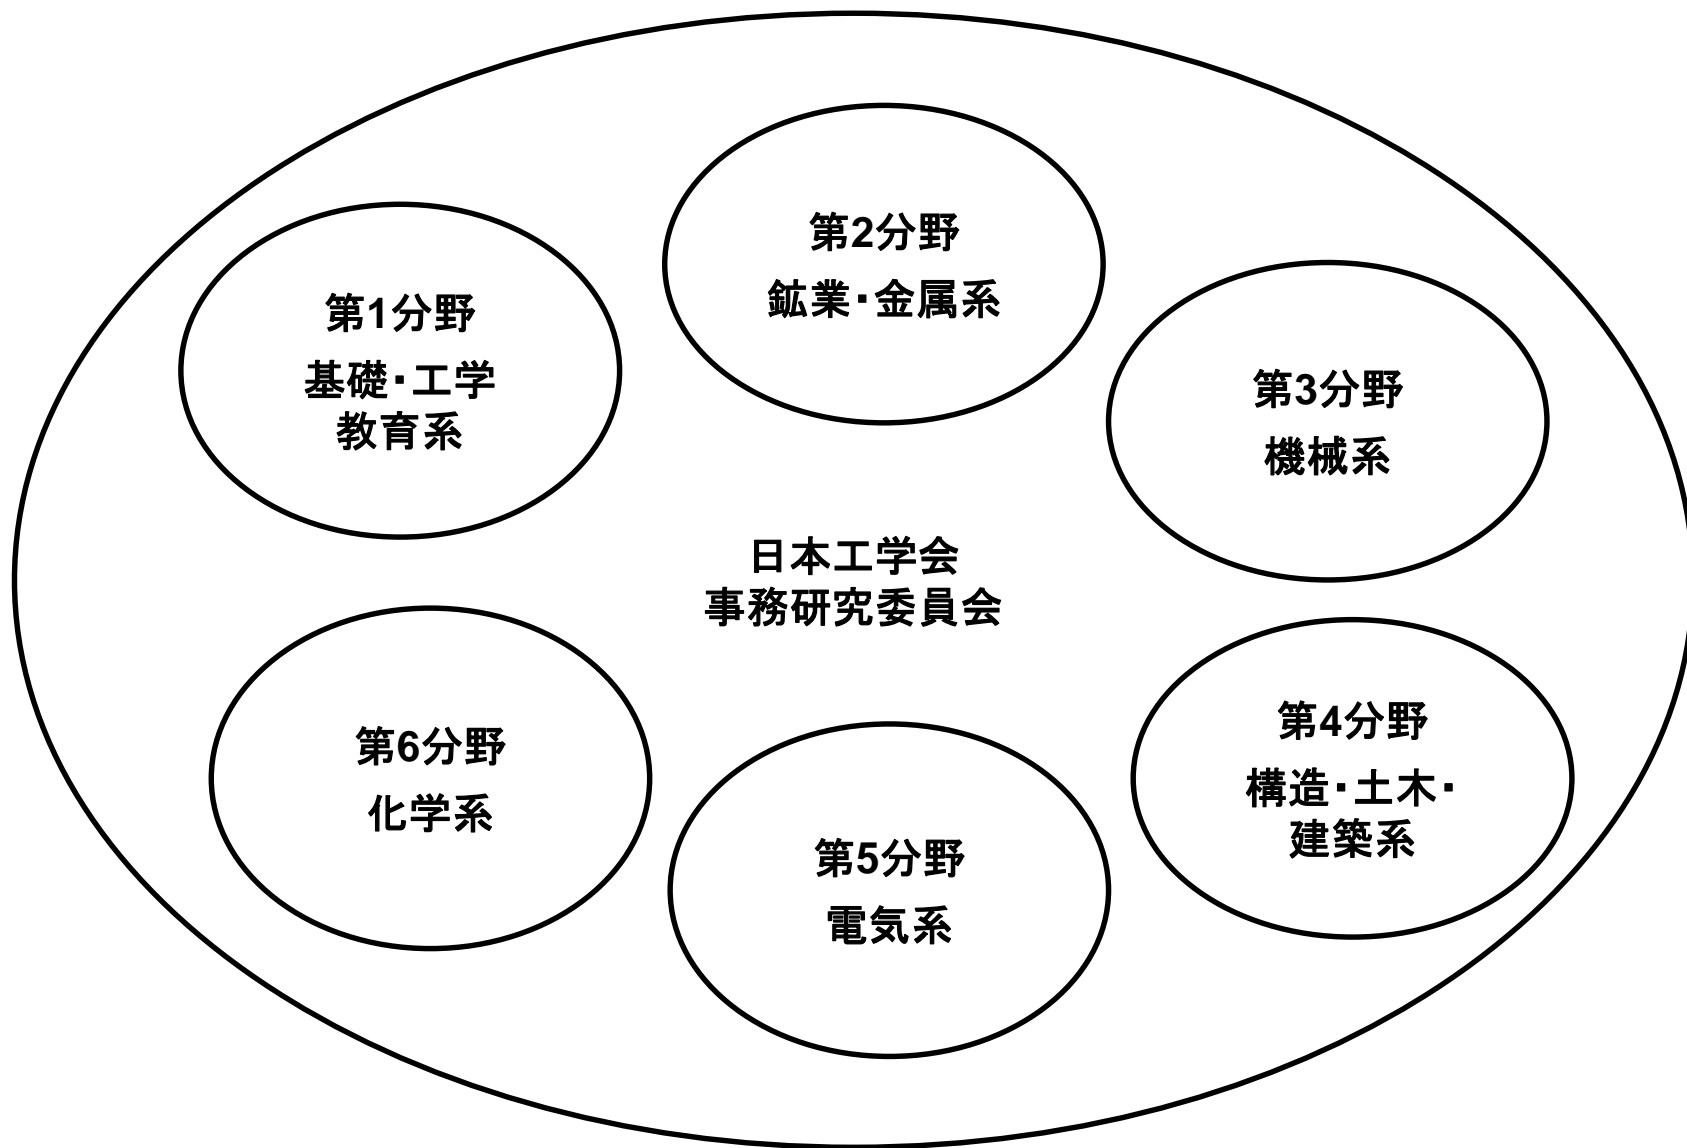 第1分野
基礎・工学
教育系
第2分野
鉱業・金属系
第3分野
機械系
日本工学会
事務研究委員会
第4分野
構造・土木・
建築系
第5分野
電気系
第6分野
化学系